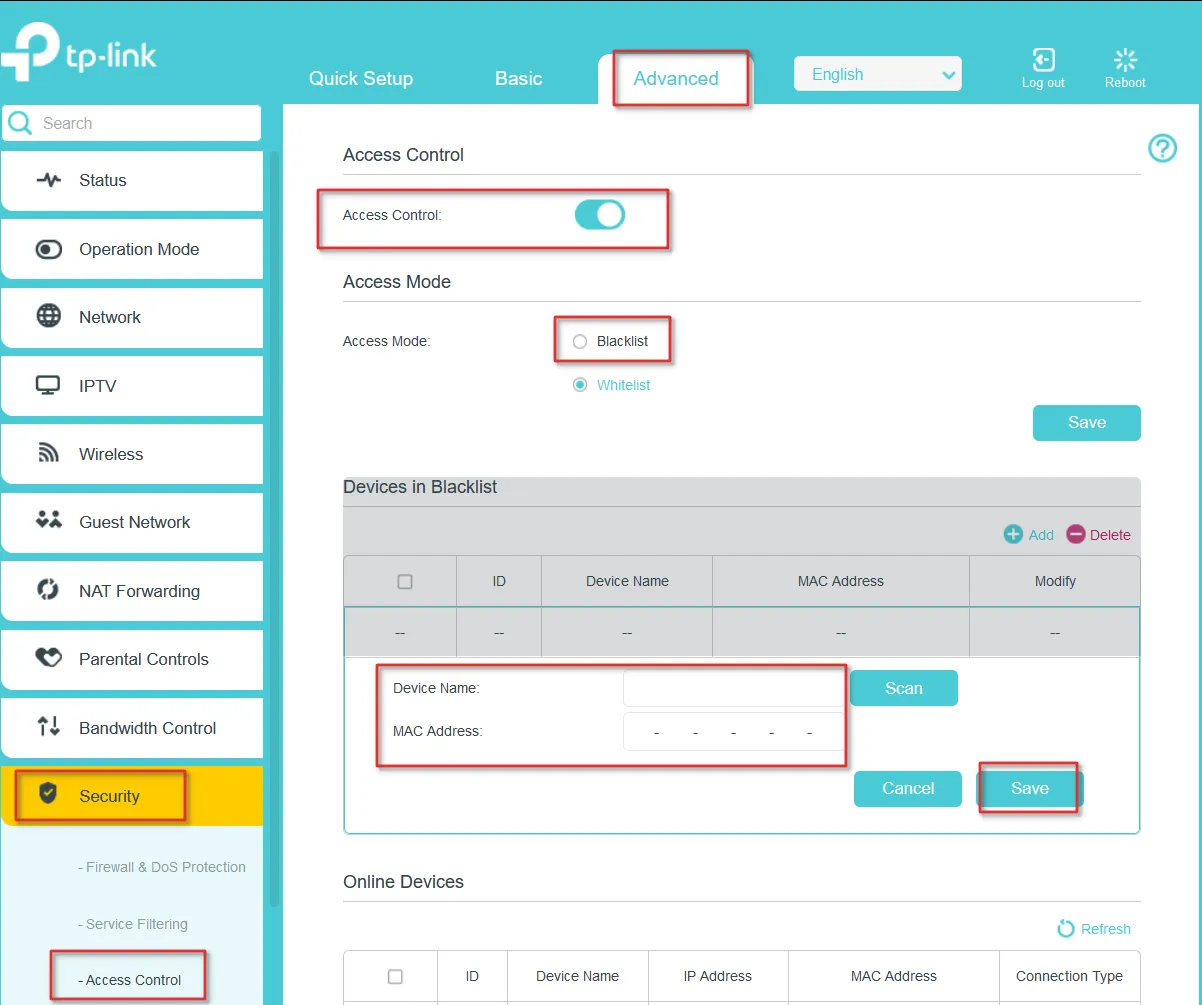 tp-link
Quick Setup Basic Advanced English Log out Reboot
Search
Status
Operation Mode
Network
IPTV
Wireless
Guest Network
NAT Forwarding
Parental Controls
Bandwidth Control
Security
- Firewall & DoS Protection
- Service Filtering
- Access Control
Access Control
?
Access Control:
Access Mode
Access Mode: Blacklist
Whitelist
Save
Devices in Blacklist
Add Delete
ID Device Name MAC Address Modify
-- -- -- -- --
Device Name: Scan
MAC Address: - - - - -
Cancel Save
Online Devices
Refresh
ID Device Name IP Address MAC Address Connection Type